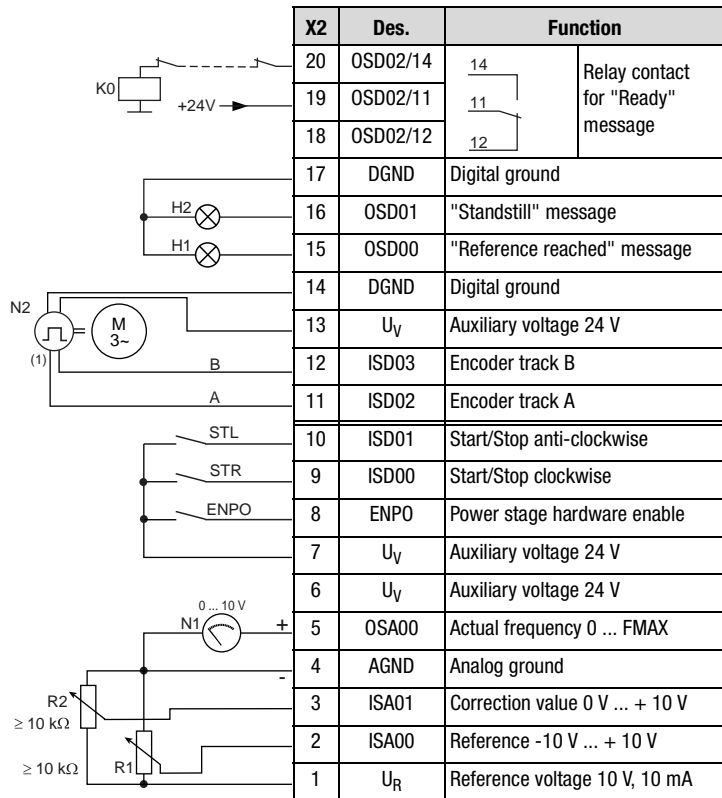 X2 Des. Function
K0 20 OSD02/14 14 Relay contact
+24V 19 OSD02/11 11 for "Ready"
18 OSD02/12 12 message
17 DGND Digital ground
H2 16 OSD01 "Standstill" message
H1 15 OSD00 "Reference reached" message
14 DGND Digital ground
N2 M 3~ 13 UV Auxiliary voltage 24 V
(1) B 12 ISD03 Encoder track B
A 11 ISD02 Encoder track A
STL 10 ISD01 Start/Stop anti-clockwise
STR 9 ISD00 Start/Stop clockwise
ENPO 8 ENPO Power stage hardware enable
7 UV Auxiliary voltage 24 V
6 UV Auxiliary voltage 24 V
0 ... 10 V
N1 + 5 OSA00 Actual frequency 0 ... FMAX
- 4 AGND Analog ground
R2 3 ISA01 Correction value 0 V ... + 10 V
≥ 10 kΩ
2 ISA00 Reference -10 V ... + 10 V
≥ 10 kΩ R1 1 UR Reference voltage 10 V, 10 mA